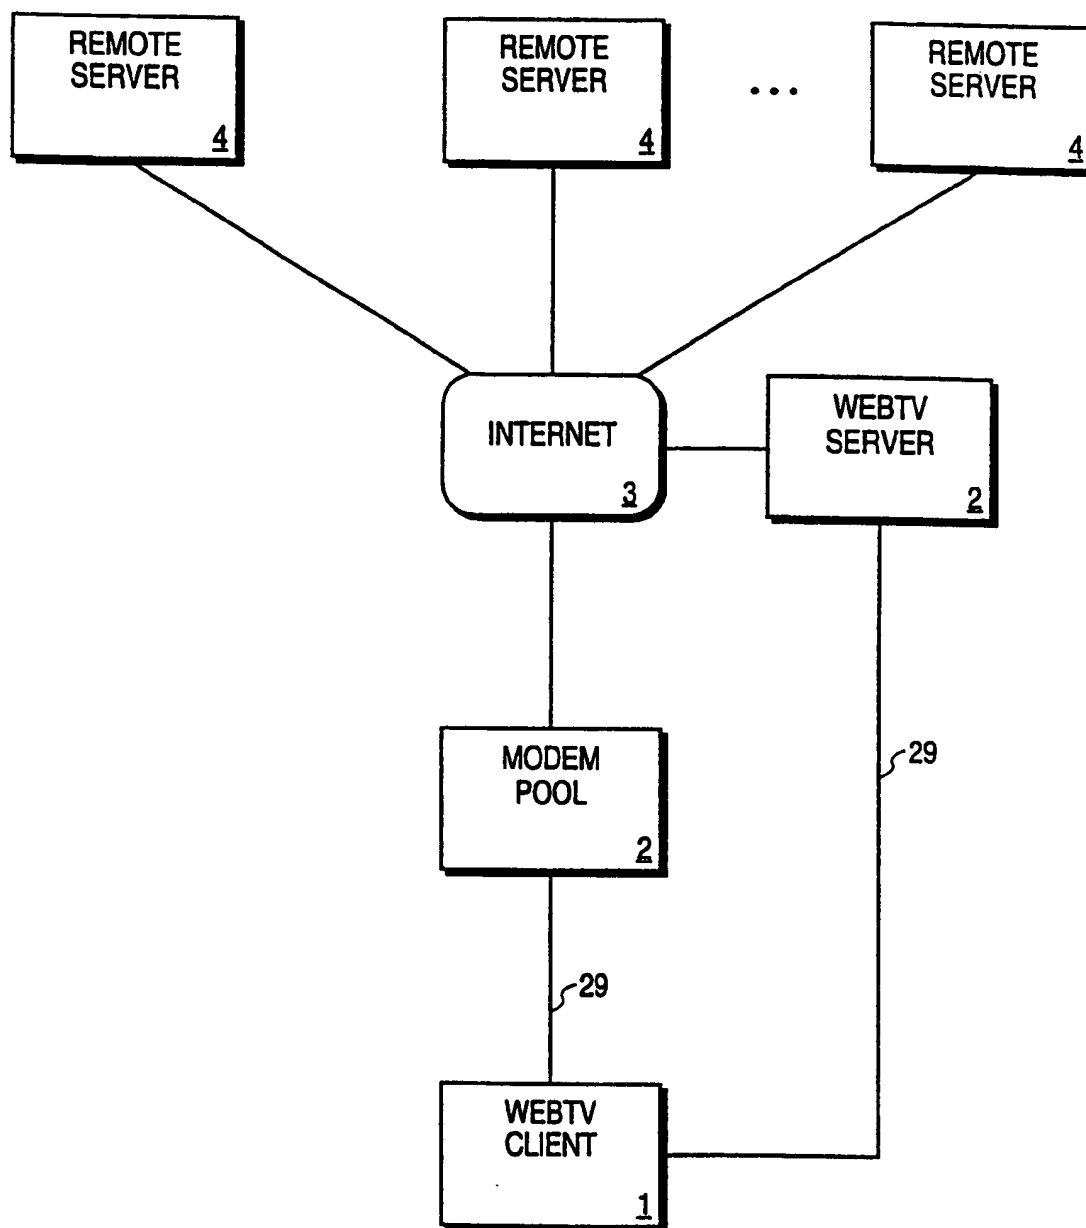 REMOTE
SERVER
4
REMOTE
SERVER
4
...
REMOTE
SERVER
4
INTERNET
3
WEBTV
SERVER
2
MODEM
POOL
2
29
29
WEBTV
CLIENT
1